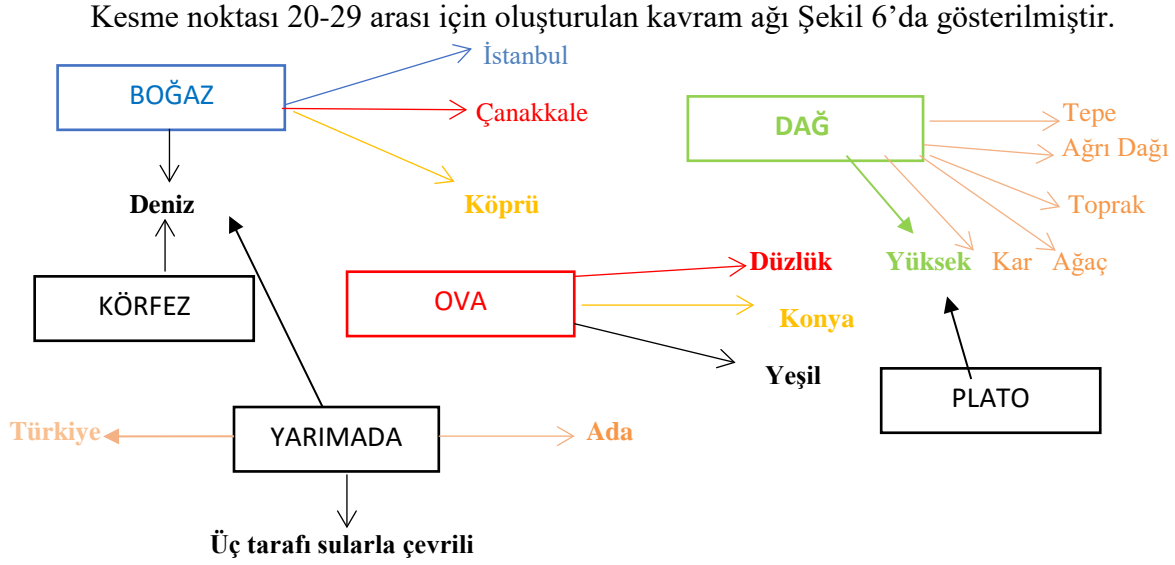 Kesme noktası 20-29 arası için oluşturulan kavram ağı Şekil 6’da gösterilmiştir.
İstanbul
BOĞAZ
Çanakkale
DAĞ
Tepe
Ağrı Dağı
Deniz
Köprü
Toprak
Düzlük
Yüksek
Kar
Ağaç
KÖRFEZ
OVA
Konya
Yeşil
PLATO
Türkiye
YARIMADA
Ada
Üç tarafı sularla çevrili